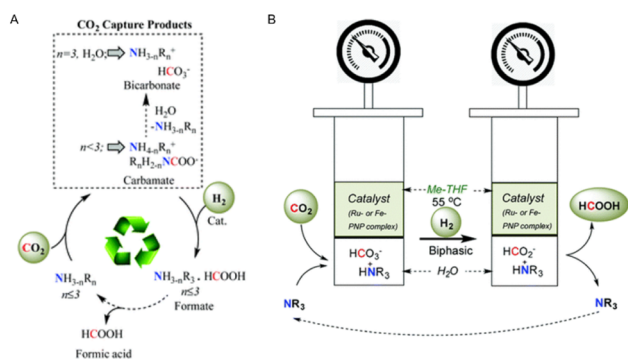 A
CO₂ Capture Products
n=3, H₂O; NH₃₋ₙRₙ⁺
HCO₃⁻
Bicarbonate
H₂O
-NH₃₋ₙRₙ
n<3; NH₄₋ₙRₙ⁺
RₙH₂₋ₙNCOO⁻
Carbamate
H₂
Cat.
CO₂
NH₃₋ₙRₙ
n≤3
NH₃₋ₙR₃ . HCOOH
n≤3
Formate
HCOOH
Formic acid
B
Catalyst
(Ru- or Fe-
PNP complex)
Me-THF
55 ºC
H₂
Biphasic
H₂O
Catalyst
(Ru- or Fe-
PNP complex)
CO₂
HCO₃⁻
HNR₃
+
HCOOH
HCO₂⁻
HNR₃
+
NR₃
NR₃